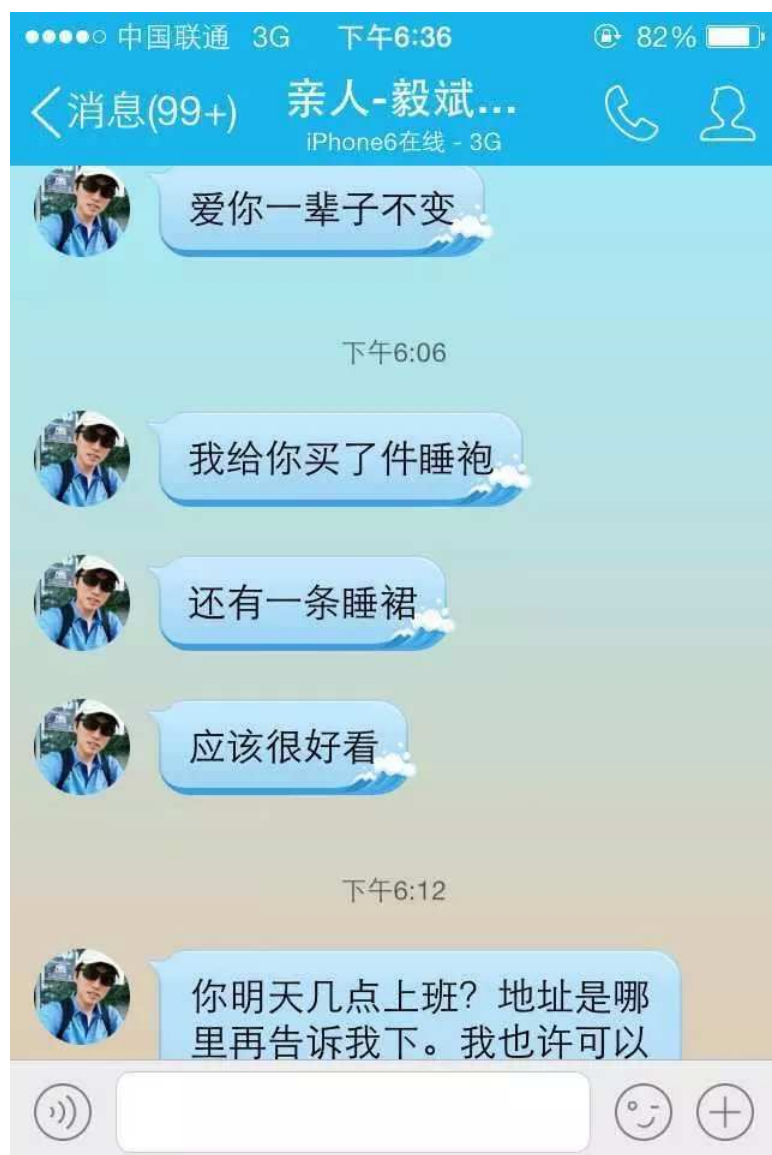 中国联通 3G 下午6:36 82%
消息(99+) 亲人-毅斌...
iPhone6在线 - 3G
爱你一辈子不变
下午6:06
我给你买了件睡袍
还有一条睡裙
应该很好看
下午6:12
你明天几点上班？地址是哪
里再告诉我下。我也许可以